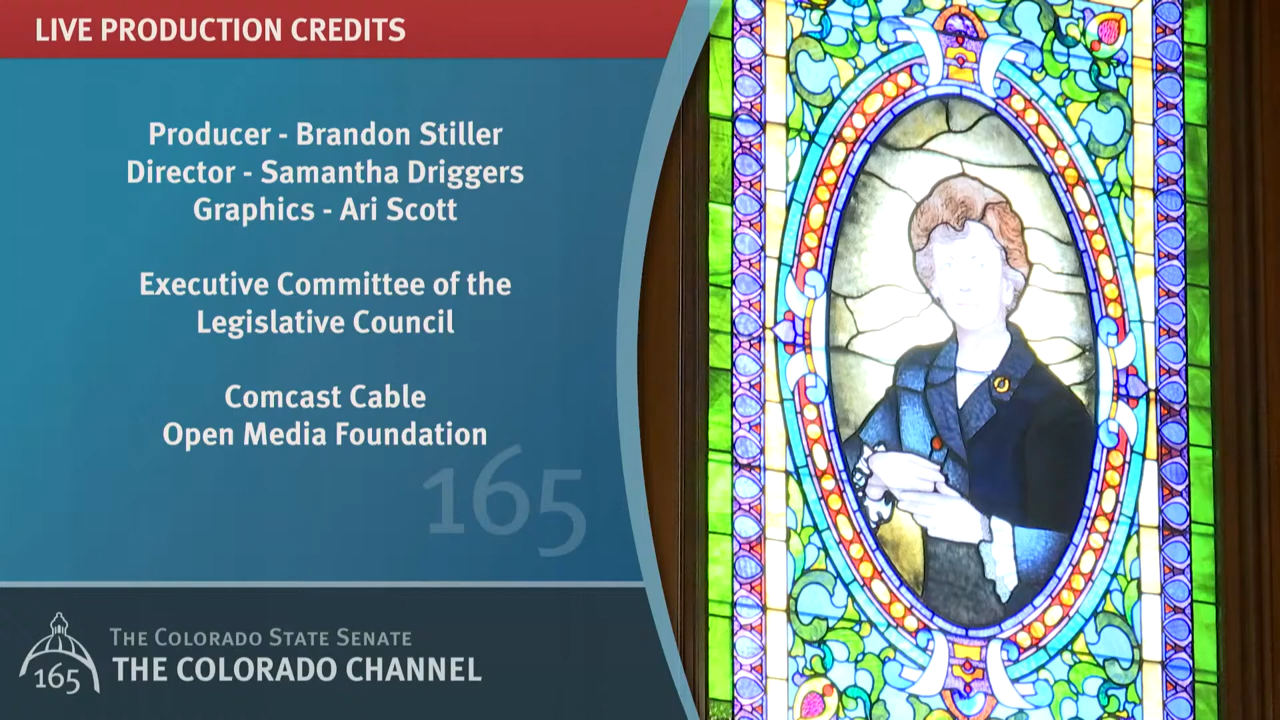 LIVE PRODUCTION CREDITS
Producer - Brandon Stiller
Director - Samantha Driggers
Graphics - Ari Scott
Executive Committee of the
Legislative Council
Comcast Cable
Open Media Foundation
165
THE COLORADO STATE SENATE
THE COLORADO CHANNEL
165